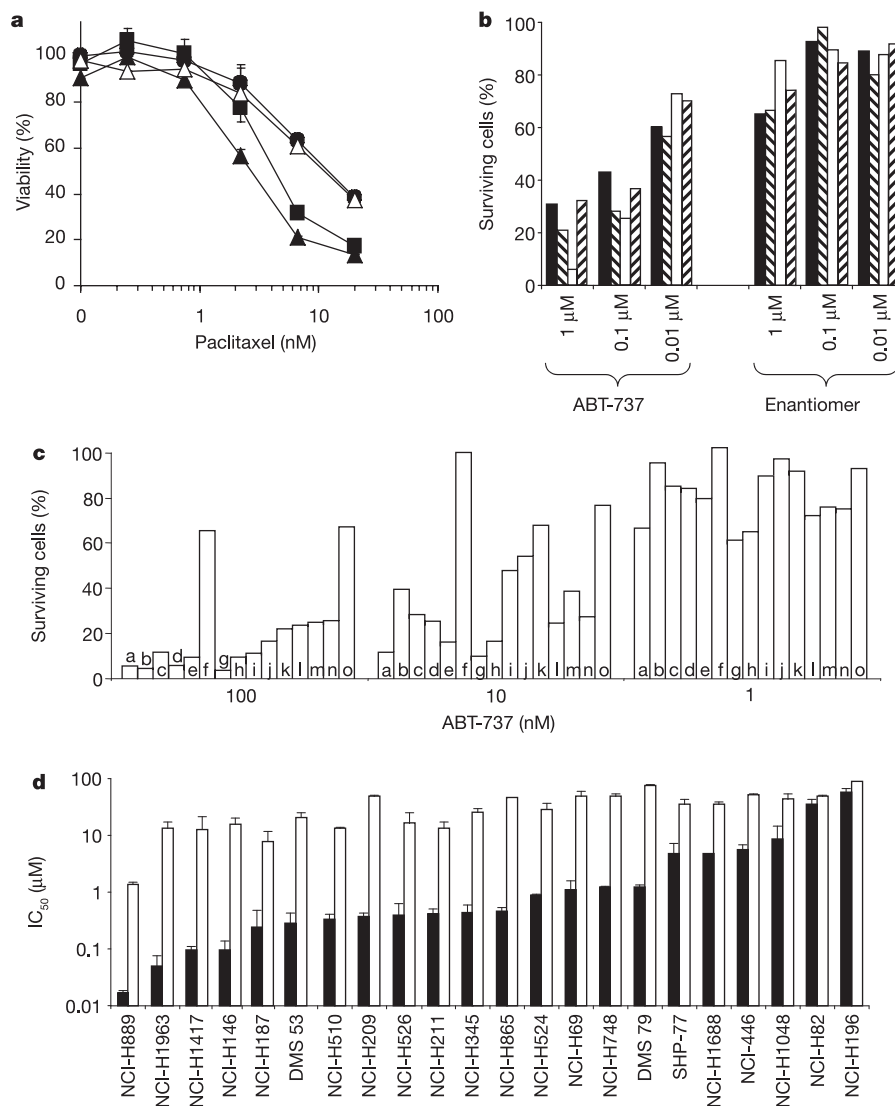 a
100
80
60
40
20
0
Viability (%)
0 1 10 100
Paclitaxel (nM)
b
100
80
60
40
20
0
Surviving cells (%)
1 µM 0.1 µM 0.01 µM 1 µM 0.1 µM 0.01 µM
ABT-737 Enantiomer
c
100
80
60
40
20
0
Surviving cells (%)
a b c d e f g h i j k l m n o a b c d e f g h i j k l m n o a b c d e f g h i j k l m n o
100 10 1
ABT-737 (nM)
d
100
10
1
0.1
0.01
IC50 (µM)
NCI-H889
NCI-H1963
NCI-H1417
NCI-H146
NCI-H187
DMS 53
NCI-H510
NCI-H209
NCI-H526
NCI-H211
NCI-H345
NCI-H865
NCI-H524
NCI-H69
NCI-H748
DMS 79
SHP-77
NCI-H1688
NCI-446
NCI-H1048
NCI-H82
NCI-H196